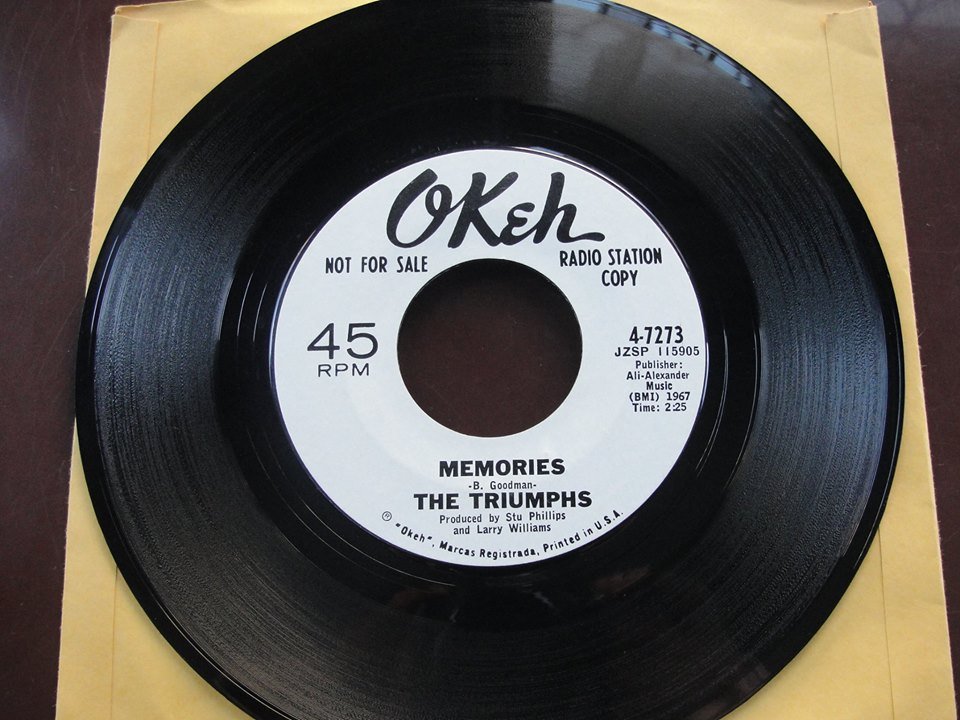 OKeh
NOT FOR SALE
RADIO STATION
COPY
45
RPM
4-7273
JZSP 115905
Publisher:
Ali-Alexander
Music
(BMI) 1967
Time: 2:25
MEMORIES
-B. Goodman-
THE TRIUMPHS
Produced by Stu Phillips
and Larry Williams
℗ "Okeh", Marcas Registrada, Printed in U.S.A.